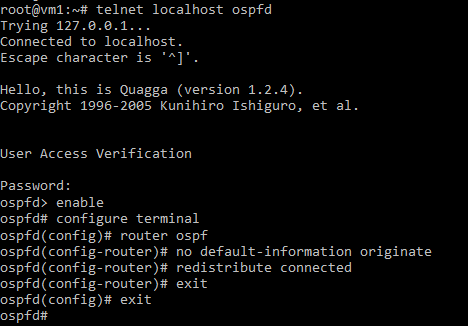 root@vm1:~# telnet localhost ospfd
Trying 127.0.0.1...
Connected to localhost.
Escape character is '^]'.
Hello, this is Quagga (version 1.2.4).
Copyright 1996-2005 Kunihiro Ishiguro, et al.
User Access Verification
Password:
ospfd> enable
ospfd# configure terminal
ospfd(config)# router ospf
ospfd(config-router)# no default-information originate
ospfd(config-router)# redistribute connected
ospfd(config-router)# exit
ospfd(config)# exit
ospfd#